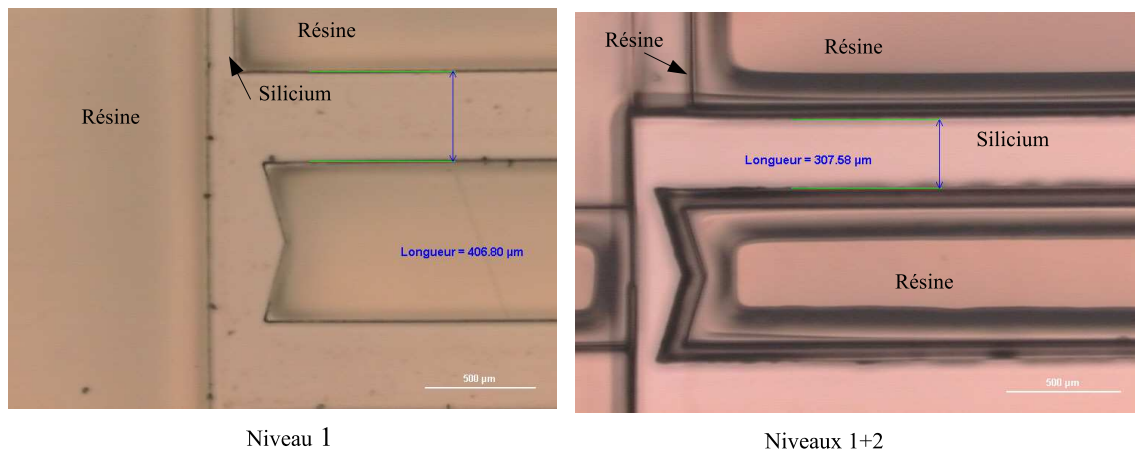 Résine
Silicium
Résine
Longueur = 406.80 µm
500 µm
Niveau 1
Résine
Résine
Silicium
Longueur = 307.58 µm
Résine
500 µm
Niveaux 1+2